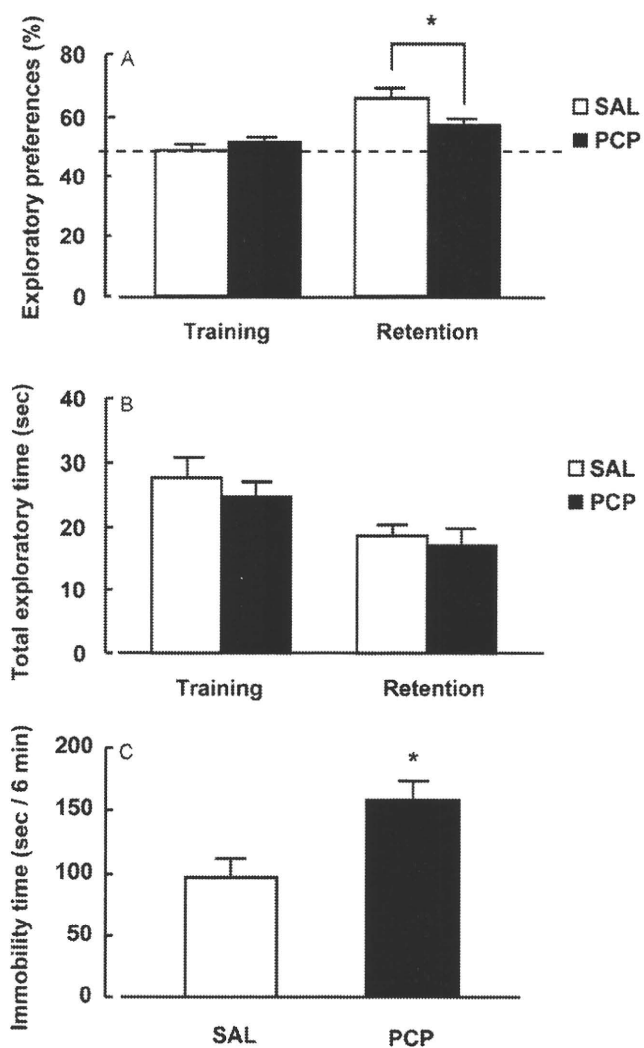 Exploratory preferences (%)
A
*
80
60
40
20
0
SAL
PCP
Training
Retention
Total exploratory time (sec)
B
40
30
20
10
0
SAL
PCP
Training
Retention
Immobility time (sec / 6 min)
C
*
200
150
100
50
0
SAL
PCP